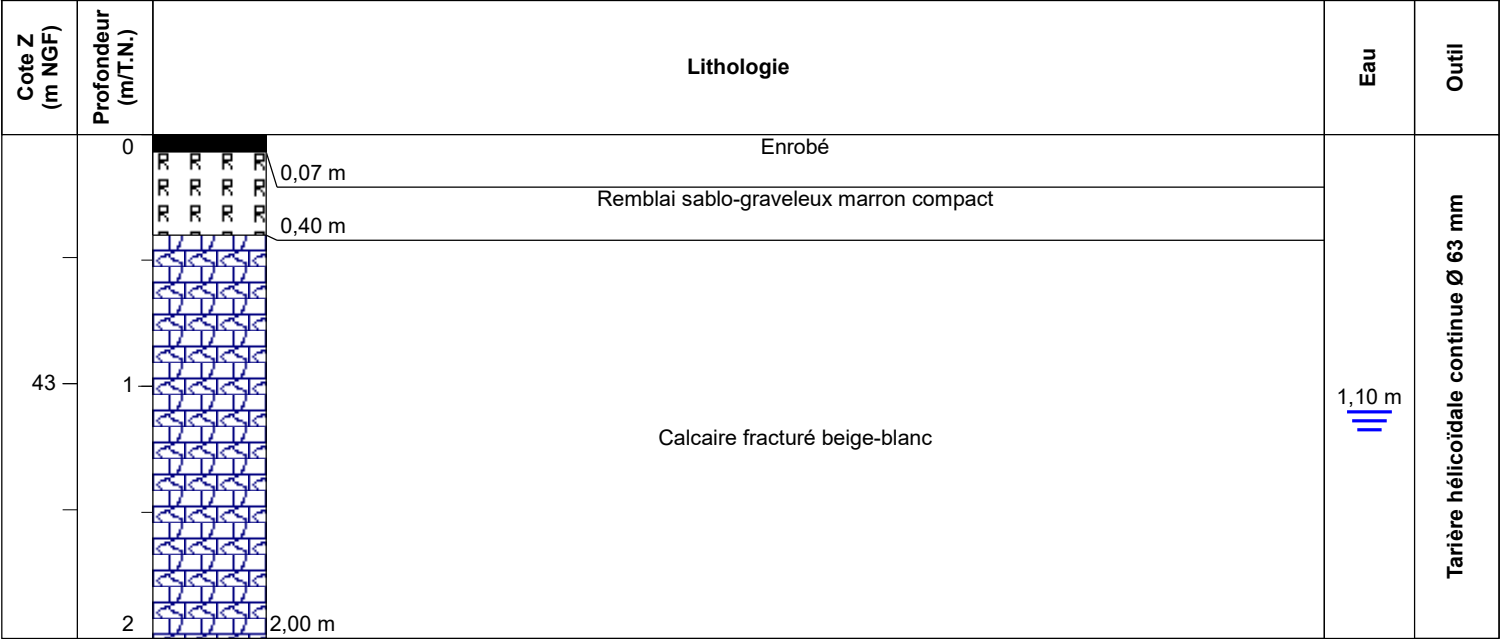 Cote Z
(m NGF)
Profondeur
(m/T.N.)
Lithologie
Eau
Outil
0
Enrobé
0,07 m
Remblai sablo-graveleux marron compact
0,40 m
43
1
1,10 m
Calcaire fracturé beige-blanc
Tarière hélicoïdale continue Ø 63 mm
2
2,00 m
R R R R
R R R R
R R R R